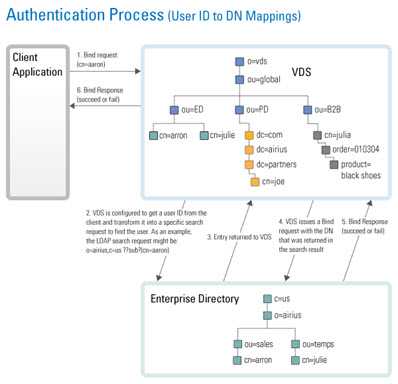 Authentication Process (User ID to DN Mappings)
Client
Application
1. Bind request
(cn=aaron)
6. Bind Response
(succeed or fail)
VDS
o=vds
ou=global
ou=ED
ou=PD
ou=B2B
cn=arron
cn=julie
dc=com
dc=airius
dc=partners
cn=joe
cn=julia
order=010304
product=
black shoes
2. VDS is configured to get a user ID from the
client and transform it into a specific search
request to find the user. As an example,
the LDAP search request might be
o=airius,c=us ??sub?(cn=aaron)
3. Entry returned to VDS
4. VDS issues a Bind
request with the DN
that was returned in
the search result
5. Bind Response
(succeed or fail)
Enterprise Directory
c=us
o=airius
ou=sales
ou=temps
cn=arron
cn=julie